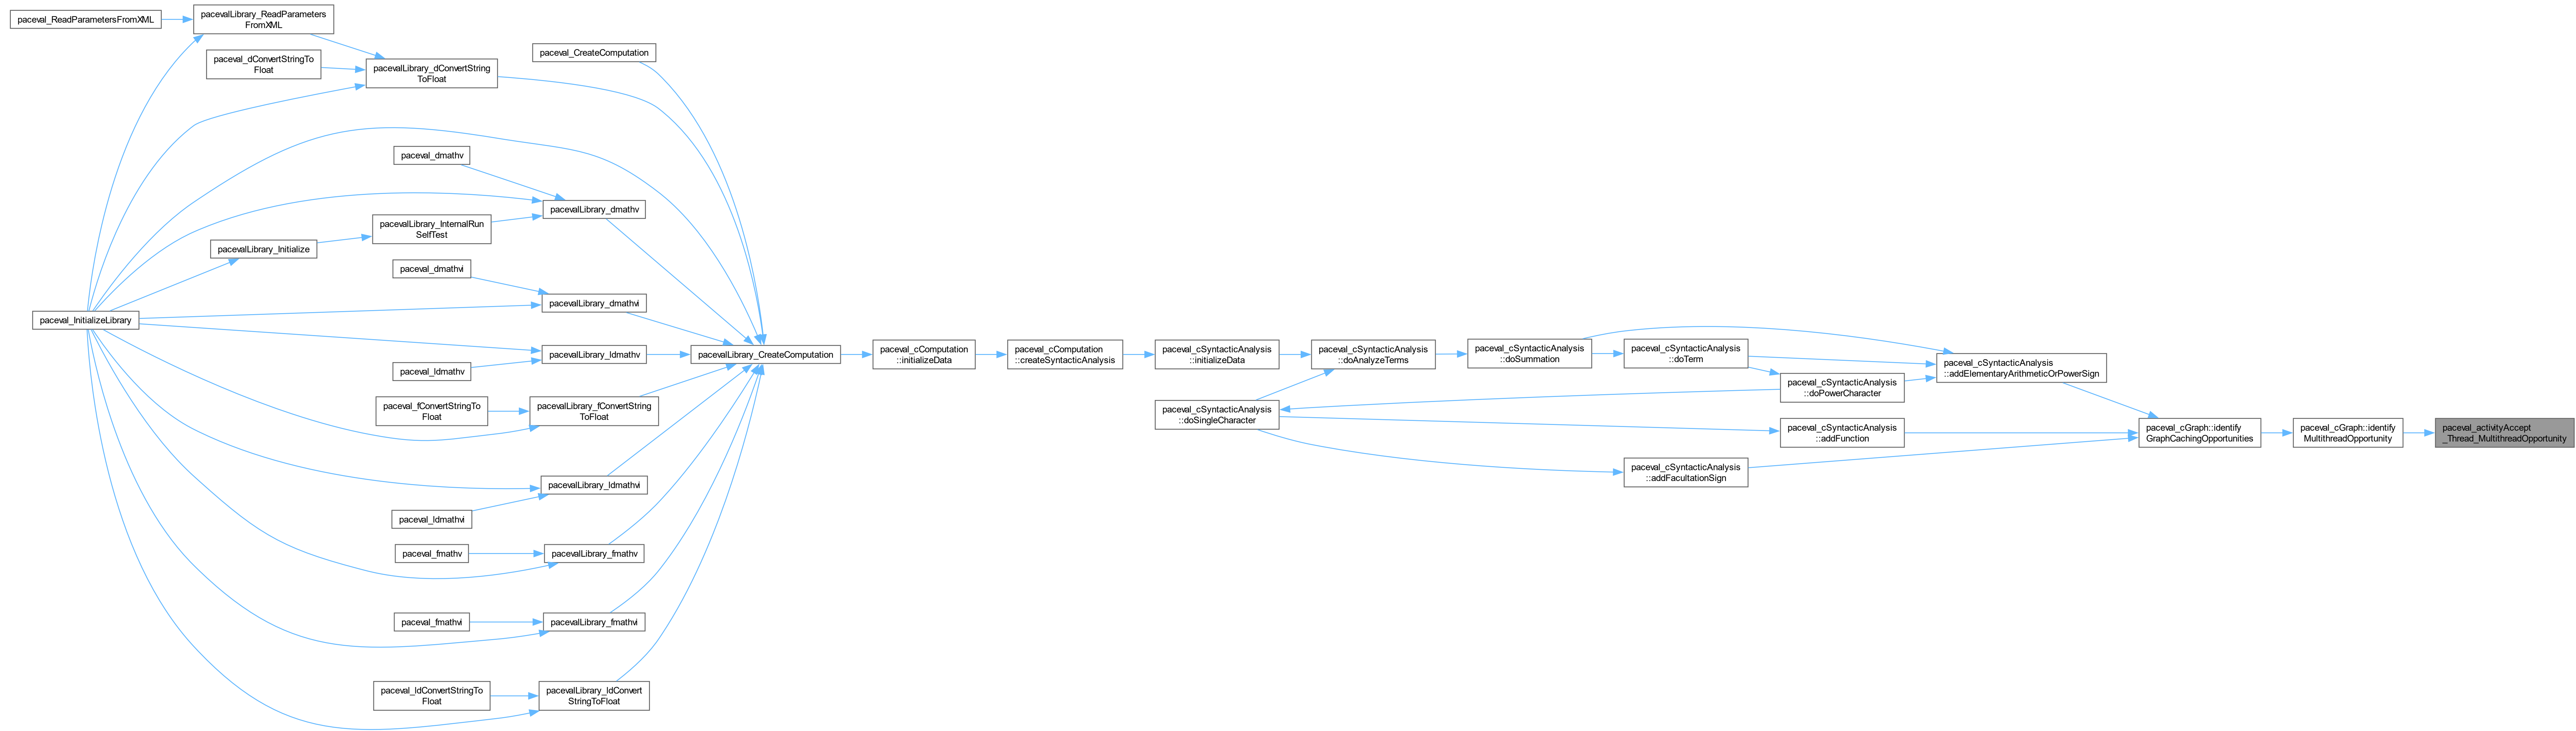 paceval_ReadParametersFromXML
pacevalLibrary_ReadParameters
FromXML
paceval_dConvertStringTo
Float
pacevalLibrary_dConvertString
ToFloat
paceval_CreateComputation
paceval_dmathv
pacevalLibrary_dmathv
pacevalLibrary_InternalRun
SelfTest
pacevalLibrary_Initialize
paceval_dmathvi
pacevalLibrary_dmathvi
paceval_InitializeLibrary
pacevalLibrary_ldmathv
paceval_ldmathv
paceval_fConvertStringTo
Float
pacevalLibrary_fConvertString
ToFloat
pacevalLibrary_ldmathvi
paceval_ldmathvi
paceval_fmathv
pacevalLibrary_fmathv
paceval_fmathvi
pacevalLibrary_fmathvi
paceval_ldConvertStringTo
Float
pacevalLibrary_ldConvert
StringToFloat
pacevalLibrary_CreateComputation
paceval_cComputation
::initializeData
paceval_cComputation
::createSyntacticAnalysis
paceval_cSyntacticAnalysis
::initializeData
paceval_cSyntacticAnalysis
::doAnalyzeTerms
paceval_cSyntacticAnalysis
::doSingleCharacter
paceval_cSyntacticAnalysis
::doSummation
paceval_cSyntacticAnalysis
::doTerm
paceval_cSyntacticAnalysis
::doPowerCharacter
paceval_cSyntacticAnalysis
::addFunction
paceval_cSyntacticAnalysis
::addFacultationSign
paceval_cSyntacticAnalysis
::addElementaryArithmeticOrPowerSign
paceval_cGraph::identify
GraphCachingOpportunities
paceval_cGraph::identify
MultithreadOpportunity
paceval_activityAccept
_Thread_MultithreadOpportunity